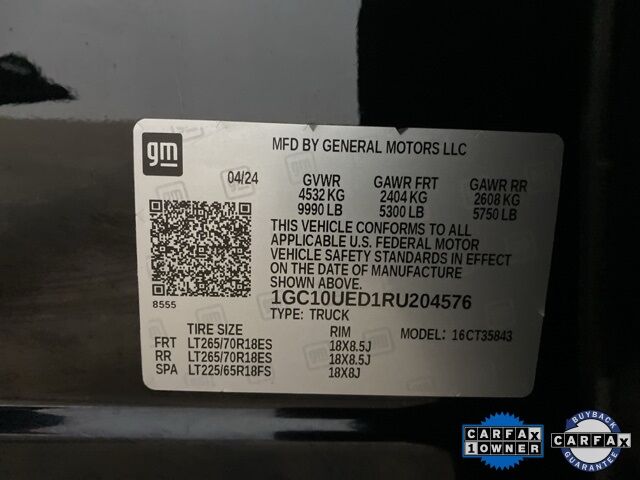 gm
MFD BY GENERAL MOTORS LLC
04/24 GVWR GAWR FRT GAWR RR
4532 KG 2404 KG 2608 KG
9990 LB 5300 LB 5750 LB
THIS VEHICLE CONFORMS TO ALL
APPLICABLE U.S. FEDERAL MOTOR
VEHICLE SAFETY STANDARDS IN EFFECT
ON THE DATE OF MANUFACTURE
SHOWN ABOVE.
8555
1GC10UED1RU204576
TYPE: TRUCK
TIRE SIZE RIM MODEL: 16CT35843
FRT LT265/70R18ES 18X8.5J
RR LT265/70R18ES 18X8.5J
SPA LT225/65R18FS 18X8J
CARFAX
1 OWNER
BUYBACK
CARFAX
GUARANTEE